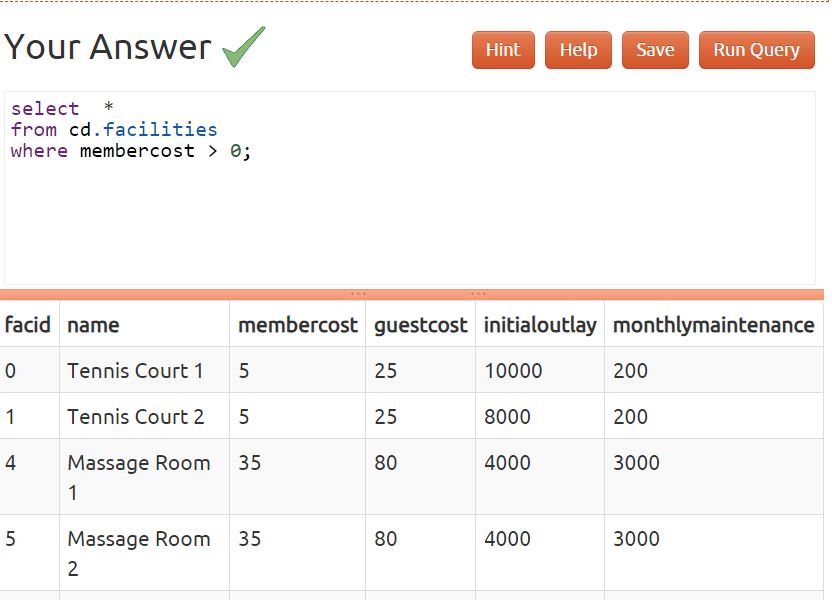 Your Answer
Hint Help Save Run Query
select  *
from cd.facilities
where membercost > 0;
facid name membercost guestcost initialoutlay monthlymaintenance
0 Tennis Court 1 5 25 10000 200
1 Tennis Court 2 5 25 8000 200
4 Massage Room 35 80 4000 3000
1
5 Massage Room 35 80 4000 3000
2